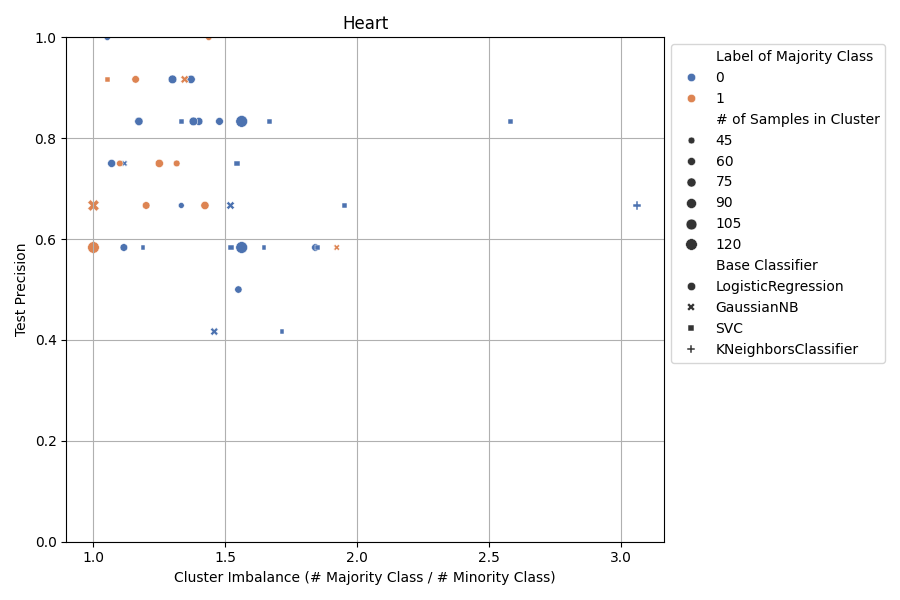 Heart
1.0
0.8
0.6
0.4
0.2
0.0
Test Precision
1.0
1.5
2.0
2.5
3.0
Cluster Imbalance (# Majority Class / # Minority Class)
Label of Majority Class
0
1
# of Samples in Cluster
45
60
75
90
105
120
Base Classifier
LogisticRegression
GaussianNB
SVC
KNeighborsClassifier